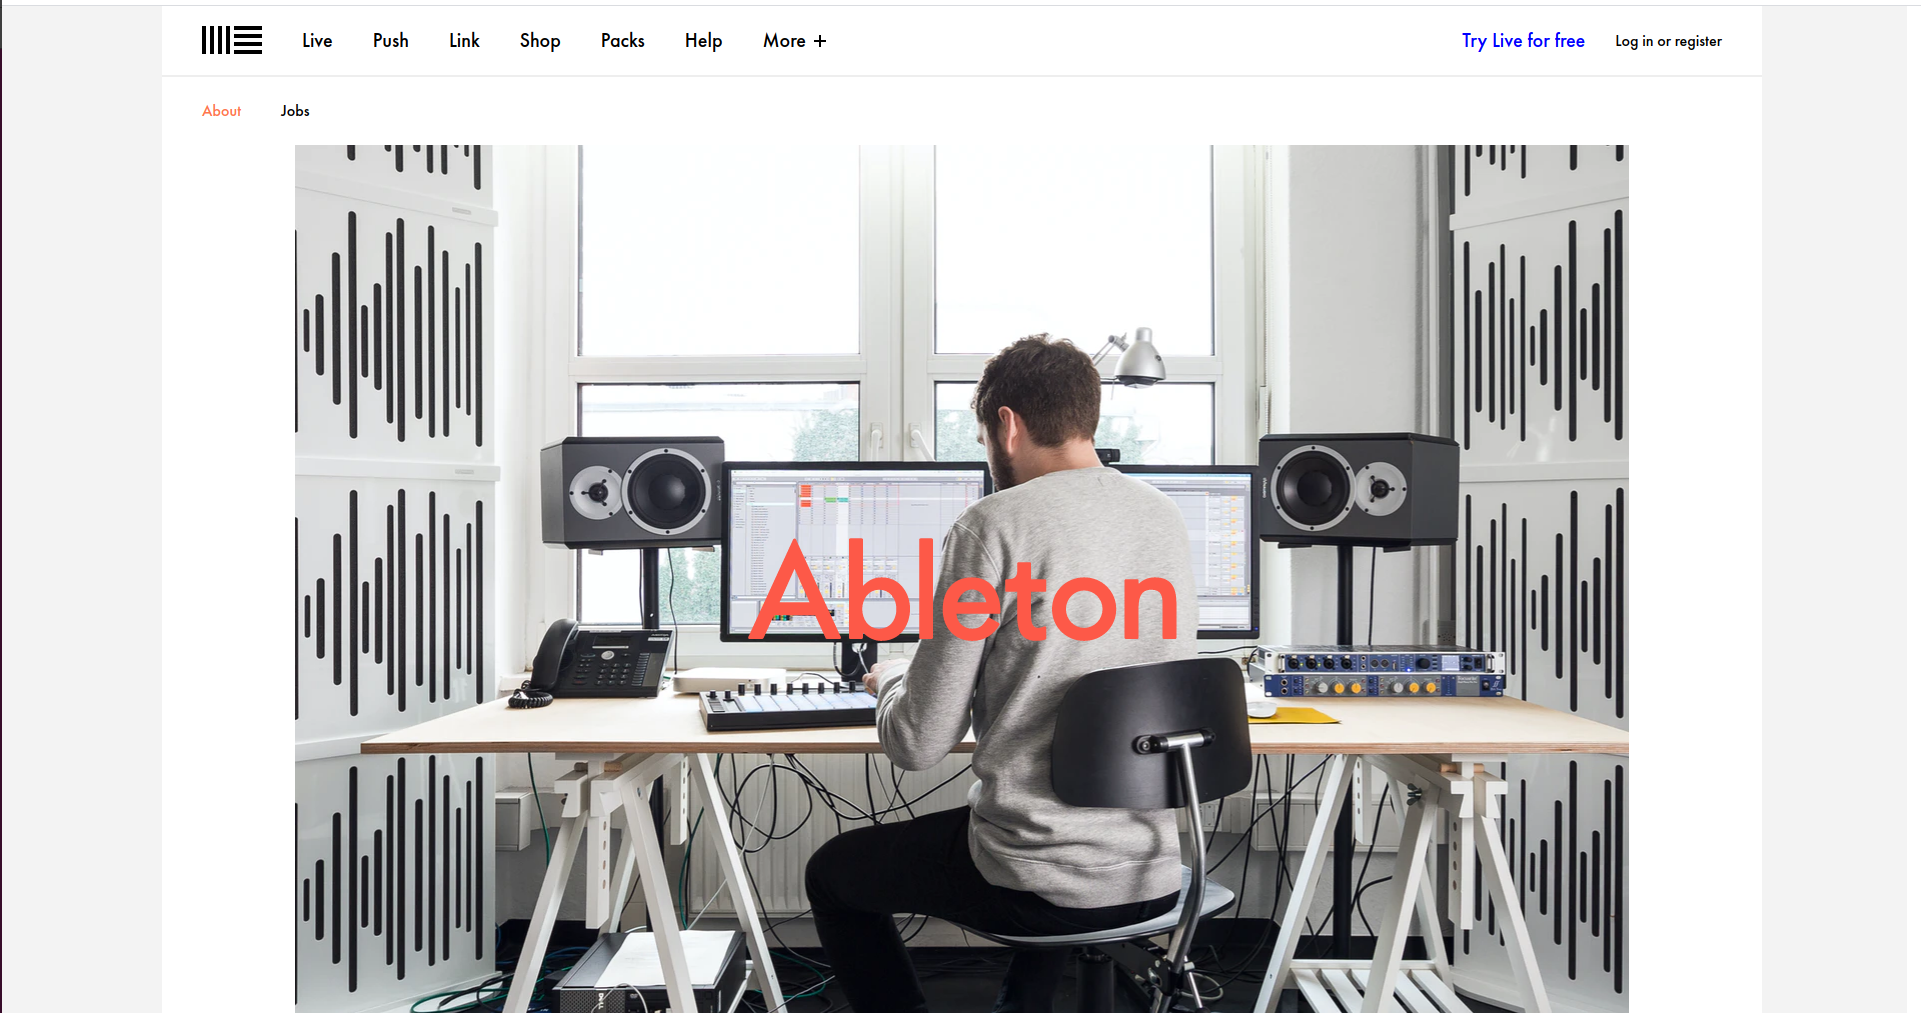 Live Push Link Shop Packs Help More + Try Live for free Log in or register
About Jobs
Ableton